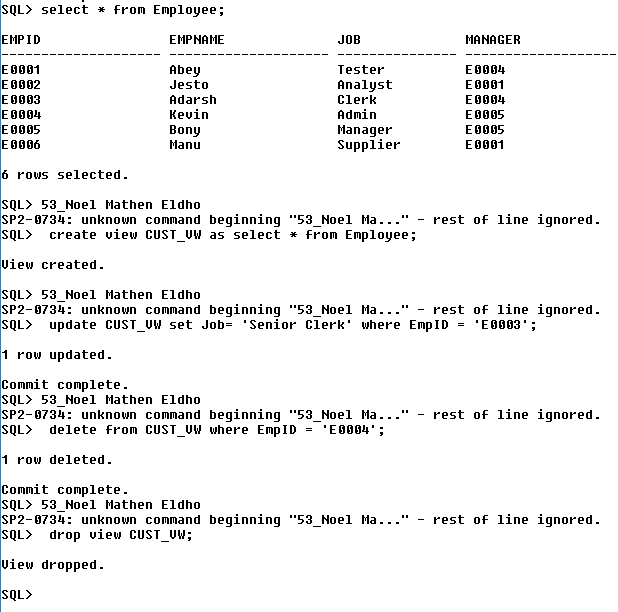 SQL> select * from Employee;
EMPID EMPNAME JOB MANAGER
-------------------- -------------------- --------------- --------------------
E0001 Abey Tester E0004
E0002 Jesto Analyst E0001
E0003 Adarsh Clerk E0004
E0004 Kevin Admin E0005
E0005 Bony Manager E0005
E0006 Manu Supplier E0001
6 rows selected.
SQL> 53_Noel Mathen Eldho
SP2-0734: unknown command beginning "53_Noel Ma..." - rest of line ignored.
SQL>  create view CUST_VW as select * from Employee;
View created.
SQL> 53_Noel Mathen Eldho
SP2-0734: unknown command beginning "53_Noel Ma..." - rest of line ignored.
SQL>  update CUST_VW set Job= 'Senior Clerk' where EmpID = 'E0003';
1 row updated.
Commit complete.
SQL> 53_Noel Mathen Eldho
SP2-0734: unknown command beginning "53_Noel Ma..." - rest of line ignored.
SQL>  delete from CUST_VW where EmpID = 'E0004';
1 row deleted.
Commit complete.
SQL> 53_Noel Mathen Eldho
SP2-0734: unknown command beginning "53_Noel Ma..." - rest of line ignored.
SQL>  drop view CUST_VW;
View dropped.
SQL>